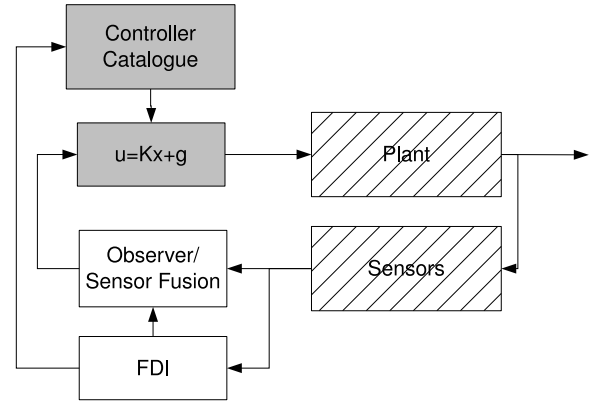 Controller
Catalogue
u=Kx+g
Plant
Observer/
Sensor Fusion
Sensors
FDI